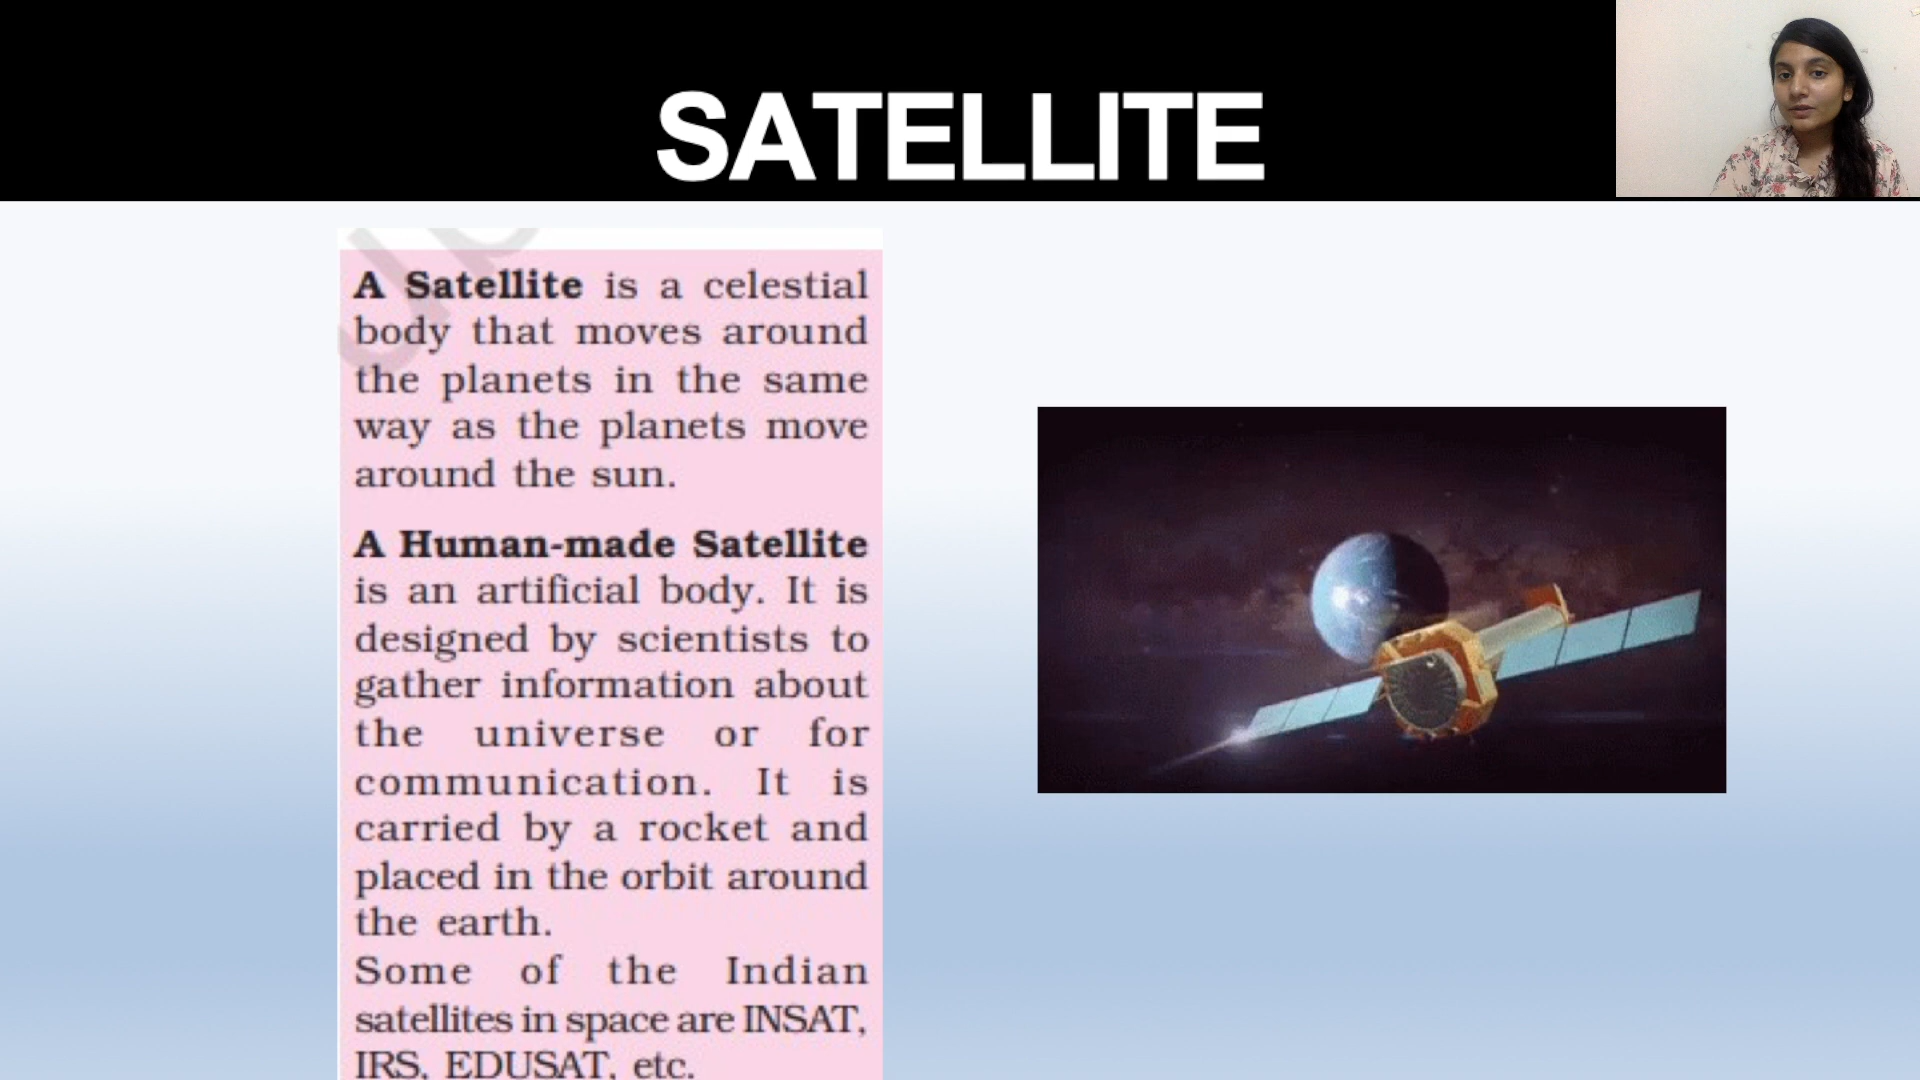 SATELLITE
A Satellite is a celestial
body that moves around
the planets in the same
way as the planets move
around the sun.
A Human-made Satellite
is an artificial body. It is
designed by scientists to
gather information about
the universe or for
communication. It is
carried by a rocket and
placed in the orbit around
the earth.
Some of the Indian
satellites in space are INSAT,
IRS, EDUSAT, etc.